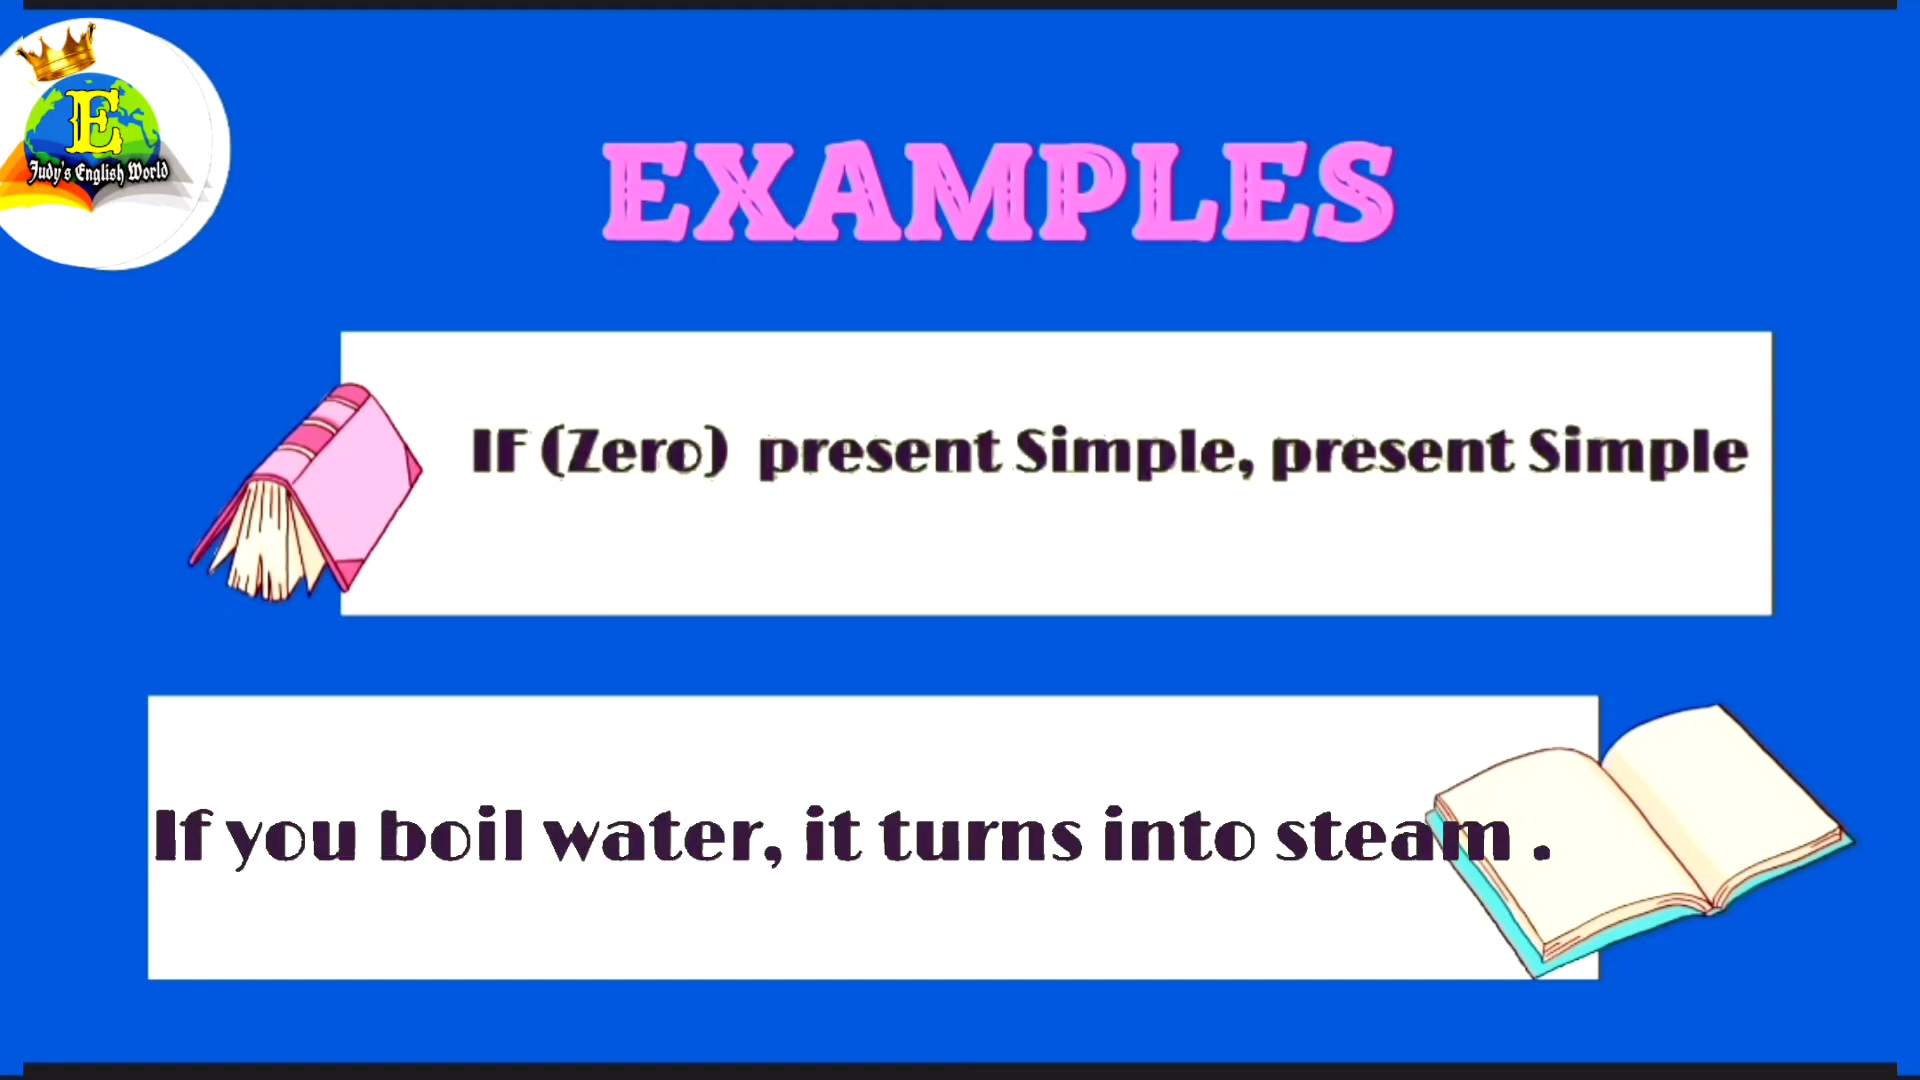 E
Judy's English World
EXAMPLES
IF (Zero) present Simple, present Simple
If you boil water, it turns into steam .